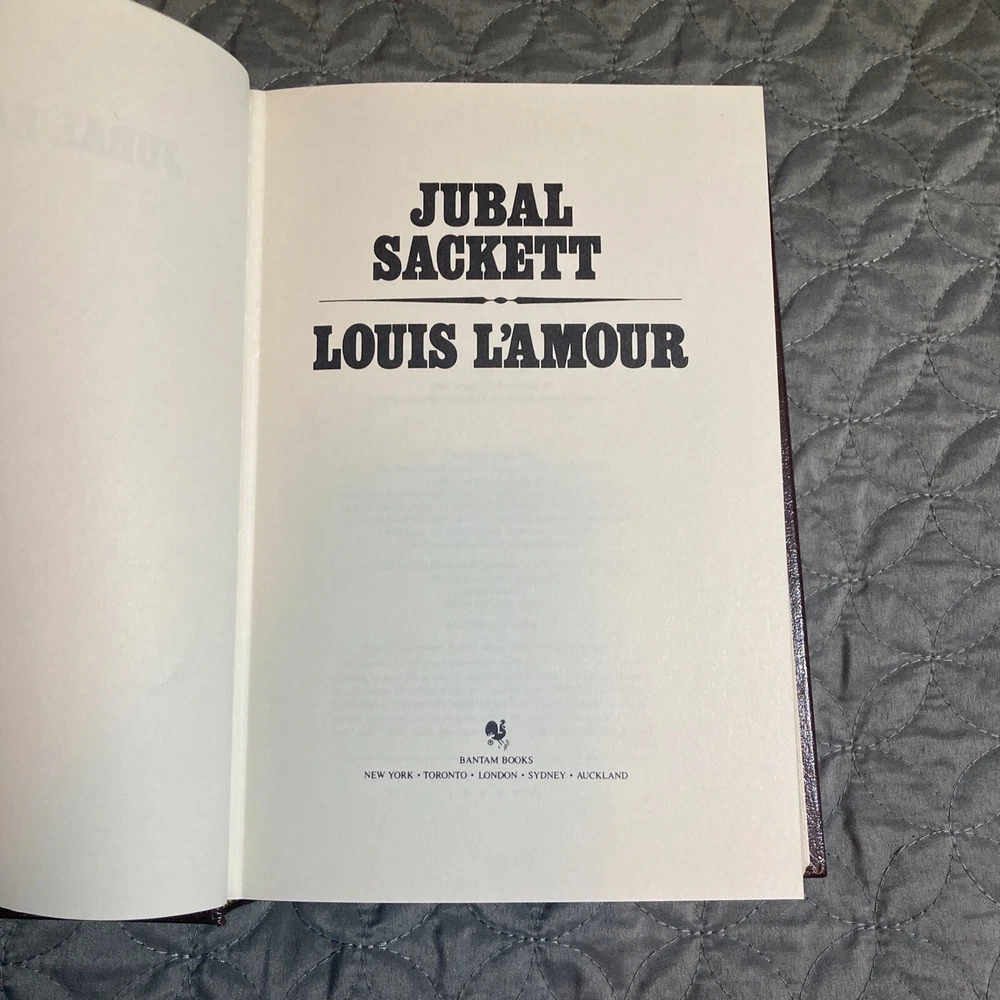 JUBAL
SACKETT
LOUIS L'AMOUR
BANTAM BOOKS
NEW YORK • TORONTO • LONDON • SYDNEY • AUCKLAND